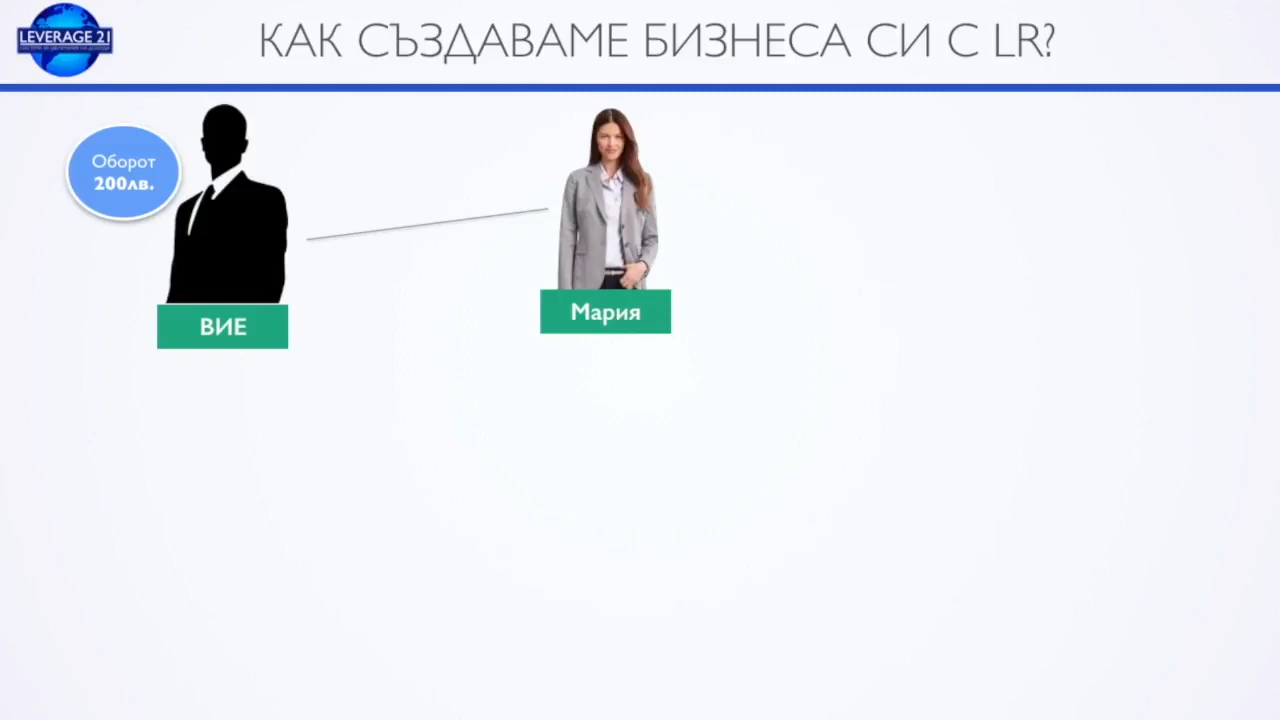 LEVERAGE 21
КАК СЪЗДАВАМЕ БИЗНЕСА СИ С LR?
Оборот
200лв.
ВИЕ
Мария